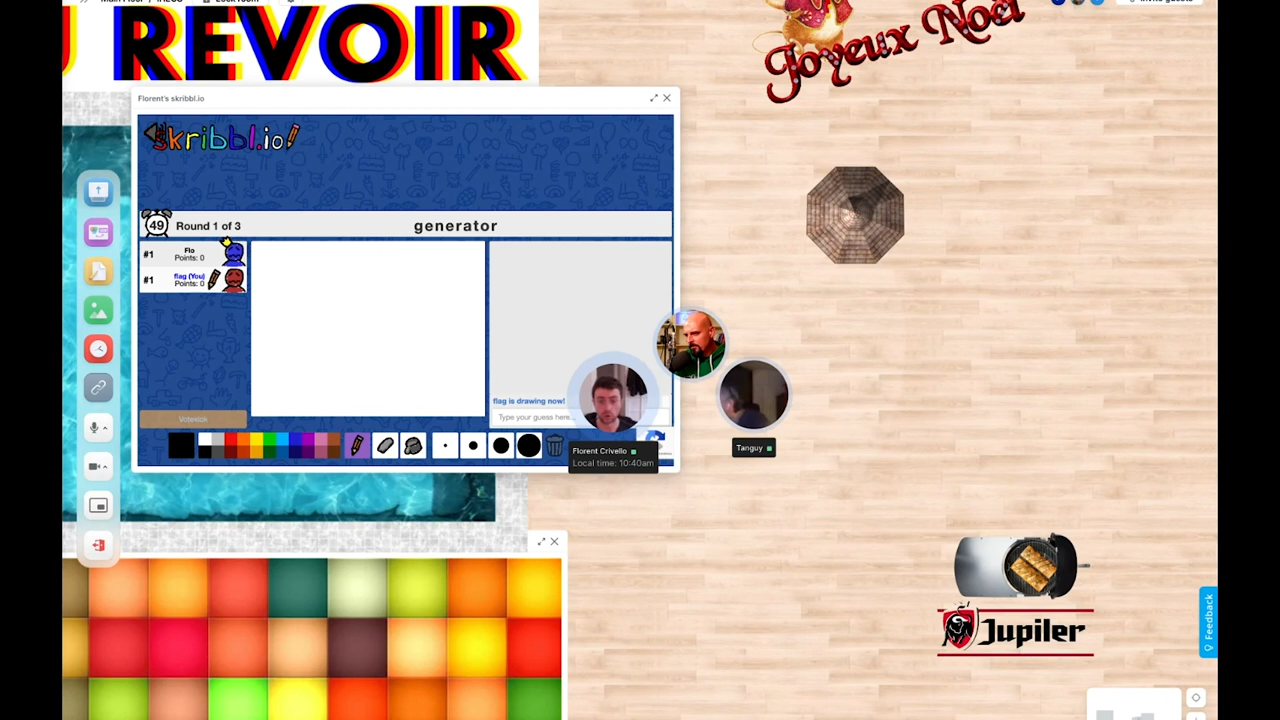 REVOIR
Joyeux Noël
Florent's skribbl.io
skribbl.io!
49
Round 1 of 3
generator
#1
Flo
Points: 0
#1
flag (You)
Points: 0
flag is drawing now!
Type your guess here...
Votekick
Florent Crivello
Local time: 10:40am
Tanguy
Jupiler
Feedback